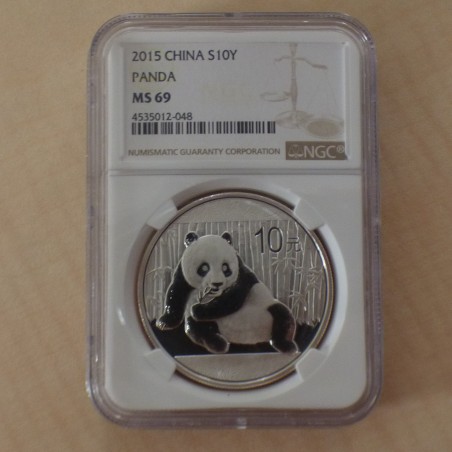 2015 CHINA S10Y
PANDA
MS 69
4535012-048
NUMISMATIC GUARANTY CORPORATION
NGC®
10元